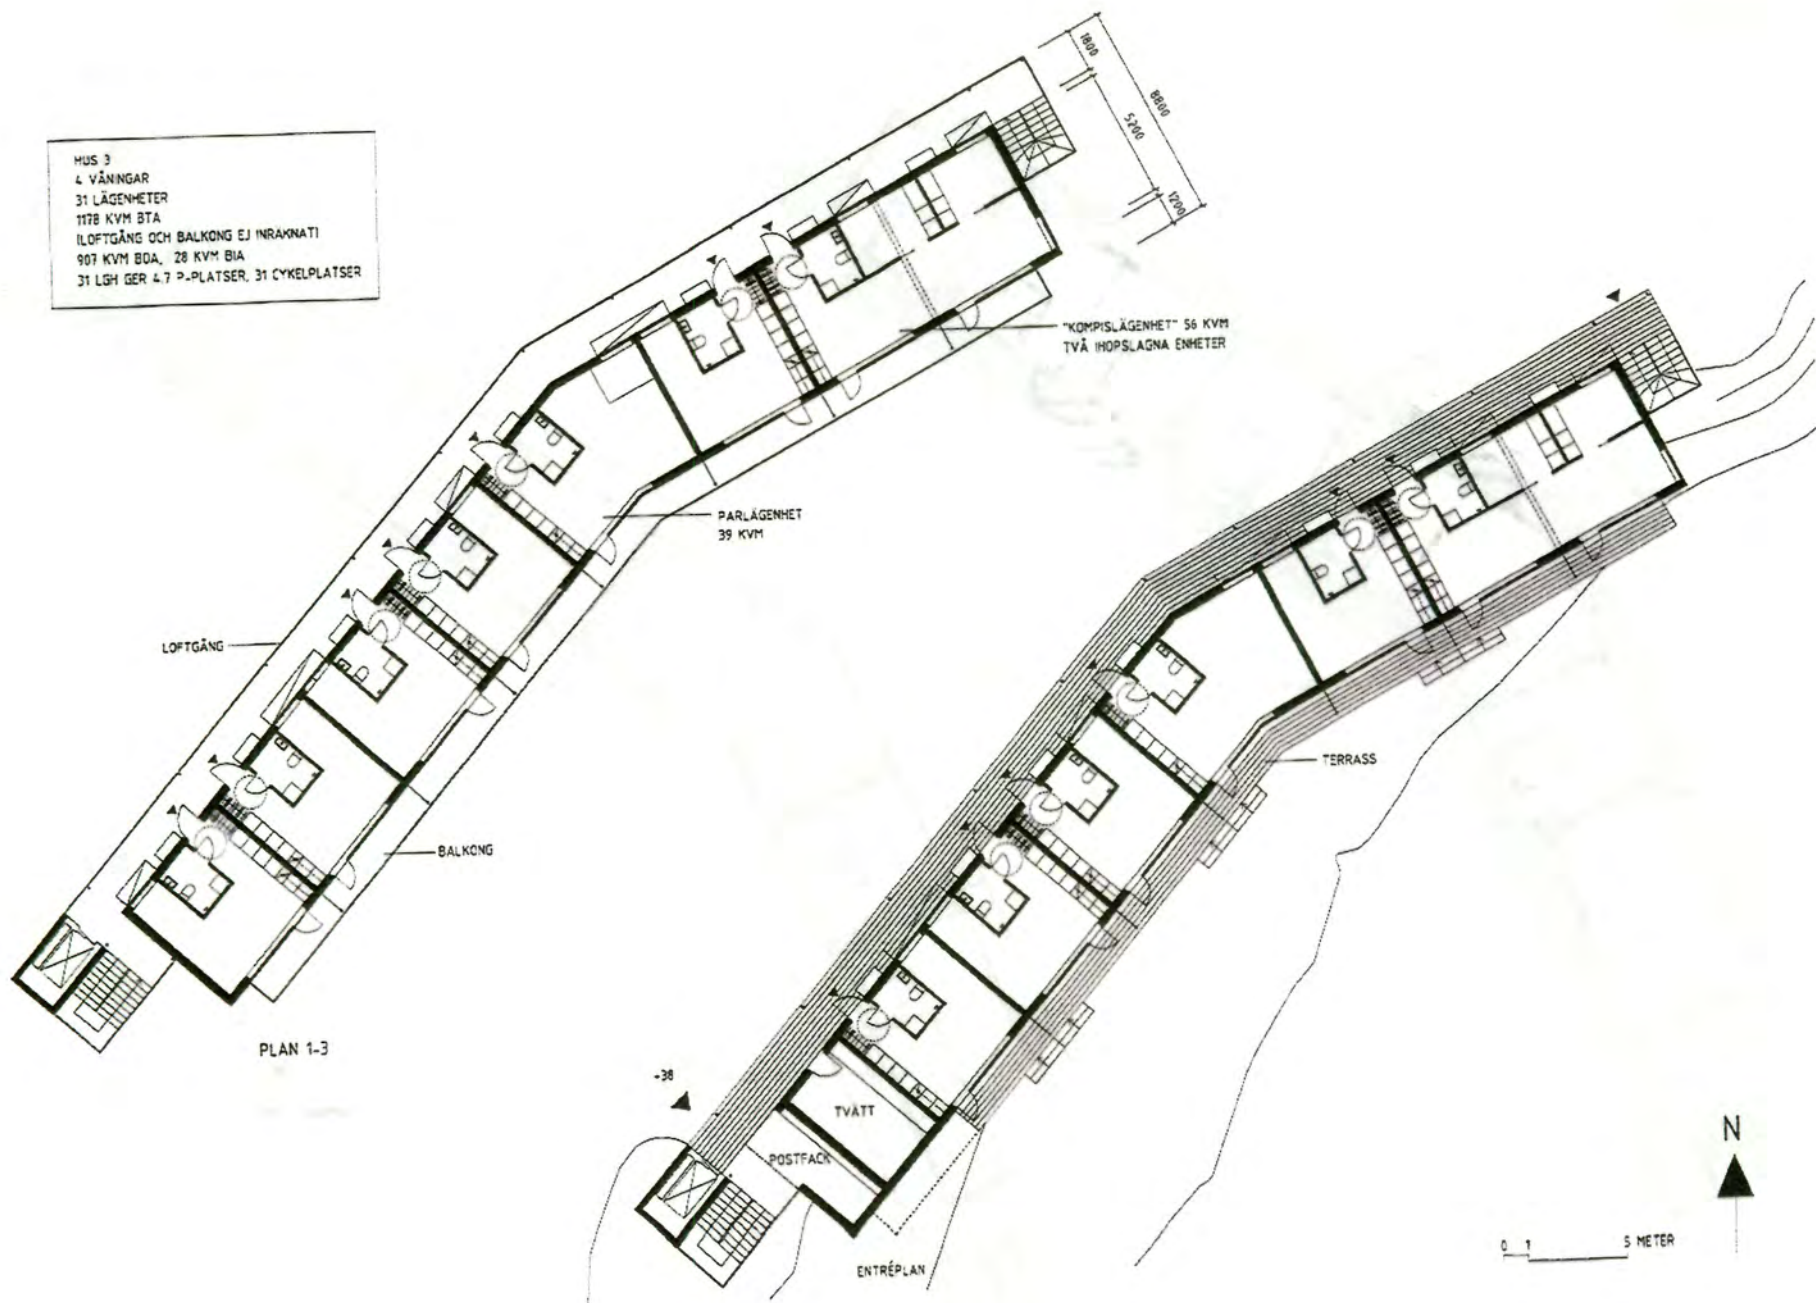 HUS 3
4 VÅNINGAR
31 LÄGENHETER
1178 KVM BTA
(LOFTGÅNG OCH BALKONG EJ INRÄKNAT)
907 KVM BOA, 28 KVM BIA
31 LGH GER 4.7 P-PLATSER, 31 CYKELPLATSER
1800
8800
5200
1200
"KOMPISLÄGENHET" 56 KVM
TVÅ IHOPSLAGNA ENHETER
PARLÄGENHET
39 KVM
LOFTGÅNG
BALKONG
PLAN 1-3
TERRASS
-38
TVÄTT
POSTFACK
ENTRÉPLAN
N
0 1 5 METER